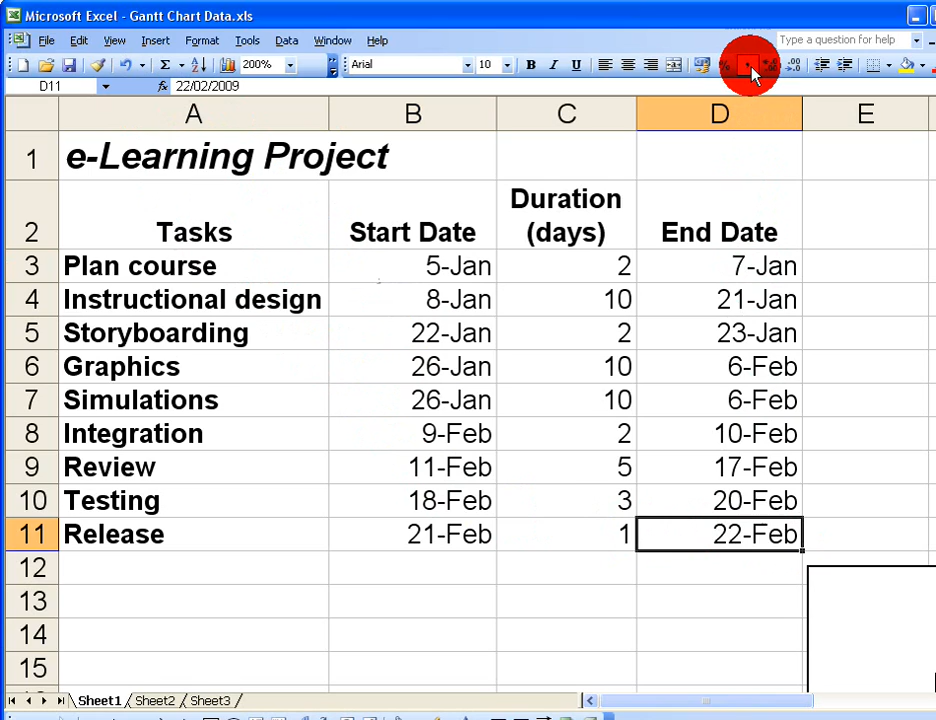 Microsoft Excel - Gantt Chart Data.xls
File Edit View Insert Format Tools Data Window Help Type a question for help
Σ 200% Arial 10 B I U %
D11 fx 22/02/2009
A B C D E
1 e-Learning Project
Duration
2 Tasks Start Date (days) End Date
3 Plan course 5-Jan 2 7-Jan
4 Instructional design 8-Jan 10 21-Jan
5 Storyboarding 22-Jan 2 23-Jan
6 Graphics 26-Jan 10 6-Feb
7 Simulations 26-Jan 10 6-Feb
8 Integration 9-Feb 2 10-Feb
9 Review 11-Feb 5 17-Feb
10 Testing 18-Feb 3 20-Feb
11 Release 21-Feb 1 22-Feb
12
13
14
15
Sheet1 Sheet2 Sheet3